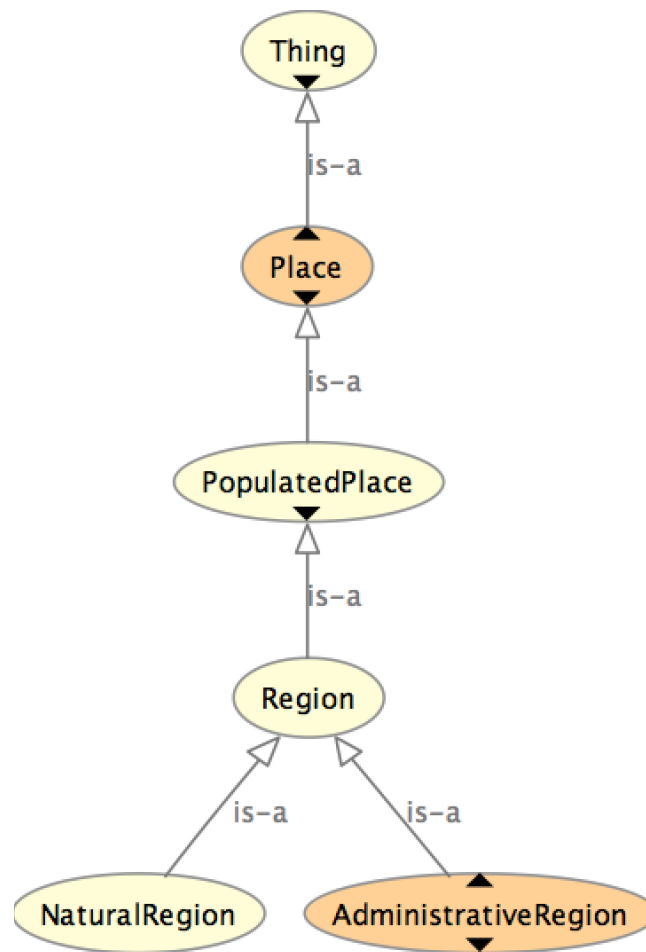 Thing
is-a
Place
is-a
PopulatedPlace
is-a
Region
is-a
is-a
NaturalRegion
AdministrativeRegion